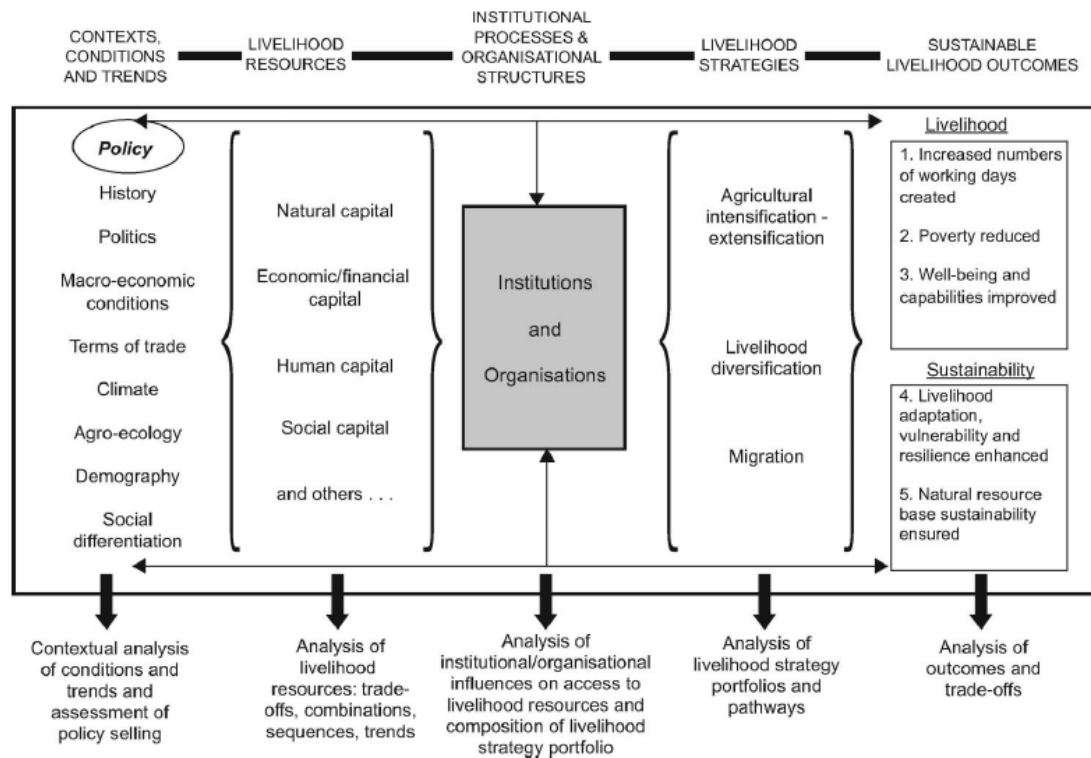 CONTEXTS,
CONDITIONS
AND TRENDS
LIVELIHOOD
RESOURCES
INSTITUTIONAL
PROCESSES &
ORGANISATIONAL
STRUCTURES
LIVELIHOOD
STRATEGIES
SUSTAINABLE
LIVELIHOOD OUTCOMES
Policy
History
Politics
Macro-economic
conditions
Terms of trade
Climate
Agro-ecology
Demography
Social
differentiation
Natural capital
Economic/financial
capital
Human capital
Social capital
and others . . .
Institutions
and
Organisations
Agricultural
intensification -
extensification
Livelihood
diversification
Migration
Livelihood
1. Increased numbers
of working days
created
2. Poverty reduced
3. Well-being and
capabilities improved
Sustainability
4. Livelihood
adaptation,
vulnerability and
resilience enhanced
5. Natural resource
base sustainability
ensured
Contextual analysis
of conditions and
trends and
assessment of
policy selling
Analysis of
livelihood
resources: trade-
offs, combinations,
sequences, trends
Analysis of
institutional/organisational
influences on access to
livelihood resources and
composition of livelihood
strategy portfolio
Analysis of
livelihood strategy
portfolios and
pathways
Analysis of
outcomes and
trade-offs